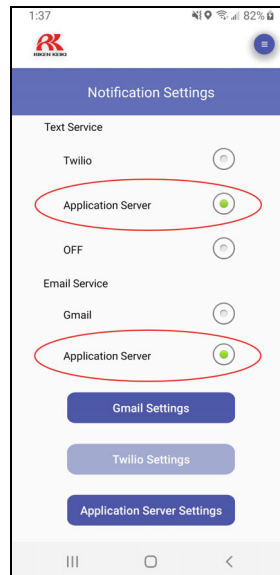 1:37
82%
RIKEN KEIKI
Notification Settings
Text Service
Twilio
Application Server
OFF
Email Service
Gmail
Application Server
Gmail Settings
Twilio Settings
Application Server Settings